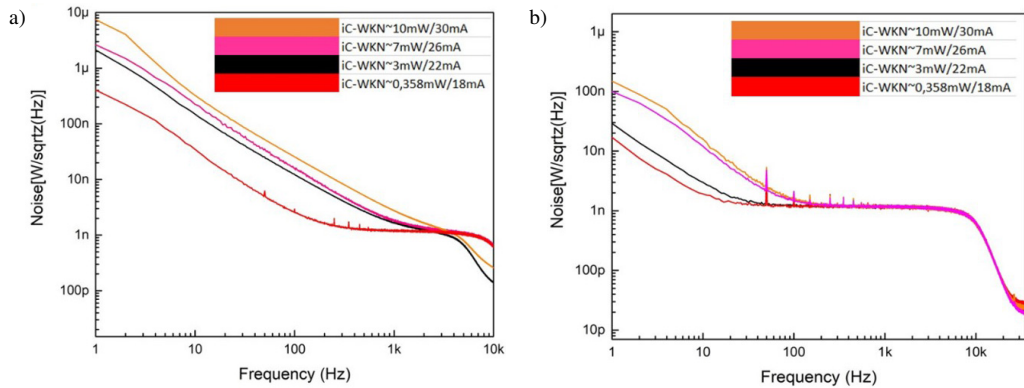 a)
Noise[W/sqrtz(Hz)]
10µ
1µ
100n
10n
1n
100p
iC-WKN~10mW/30mA
iC-WKN~7mW/26mA
iC-WKN~3mW/22mA
iC-WKN~0,358mW/18mA
1
10
100
1k
10k
Frequency (Hz)
b)
Noise[W/sqrtz(Hz)]
1µ
100n
10n
1n
100p
10p
iC-WKN~10mW/30mA
iC-WKN~7mW/26mA
iC-WKN~3mW/22mA
iC-WKN~0,358mW/18mA
1
10
100
1k
10k
Frequency (Hz)